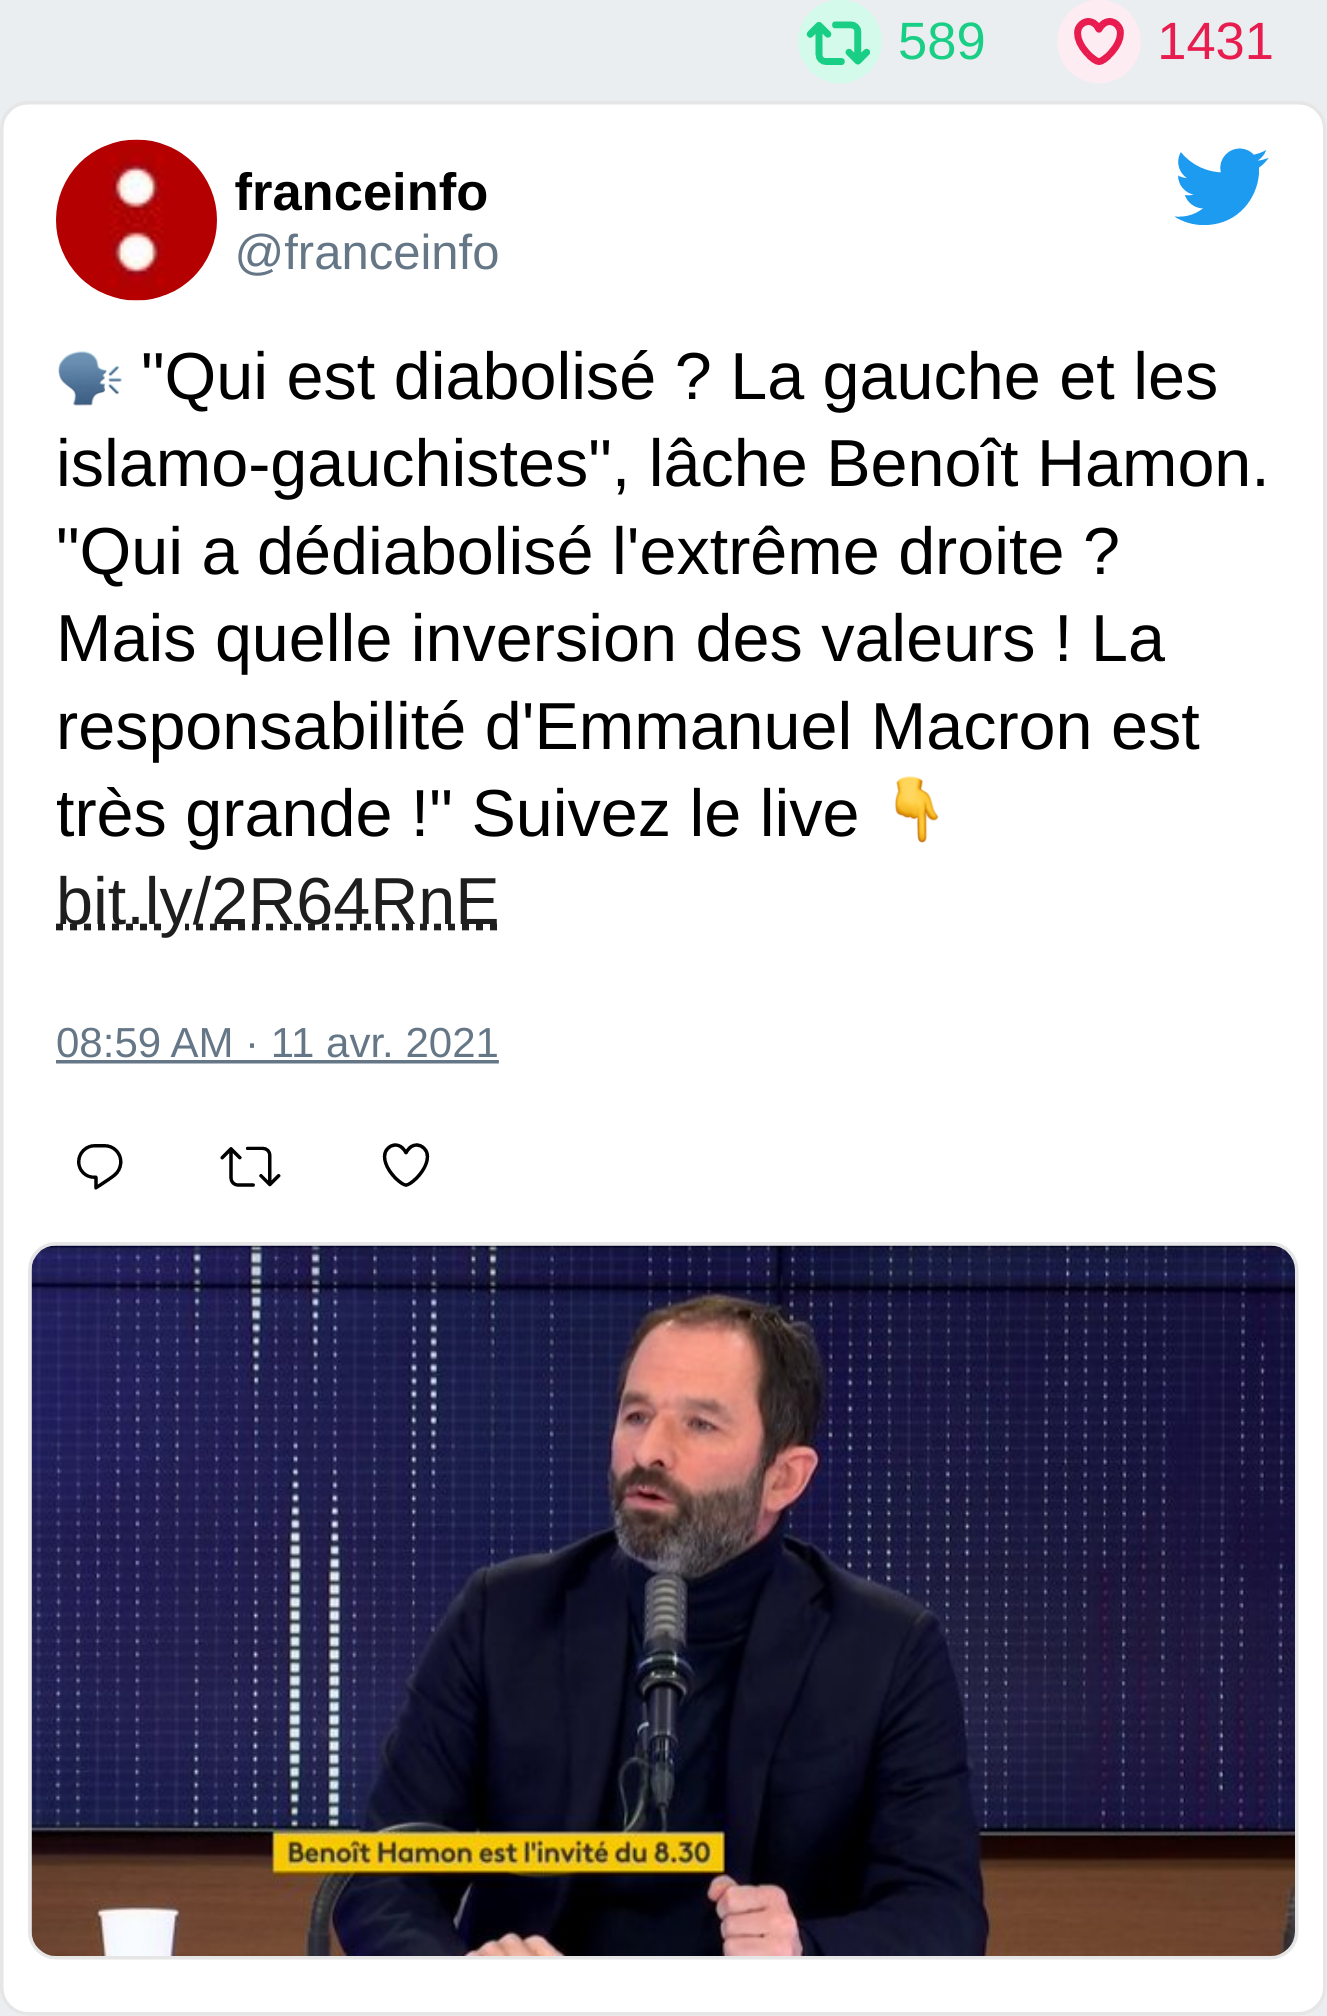 589 1431
franceinfo
@franceinfo
🗣 "Qui est diabolisé ? La gauche et les
islamo-gauchistes", lâche Benoît Hamon.
"Qui a dédiabolisé l'extrême droite ?
Mais quelle inversion des valeurs ! La
responsabilité d'Emmanuel Macron est
très grande !" Suivez le live 👇
bit.ly/2R64RnE
08:59 AM · 11 avr. 2021
Benoît Hamon est l'invité du 8.30